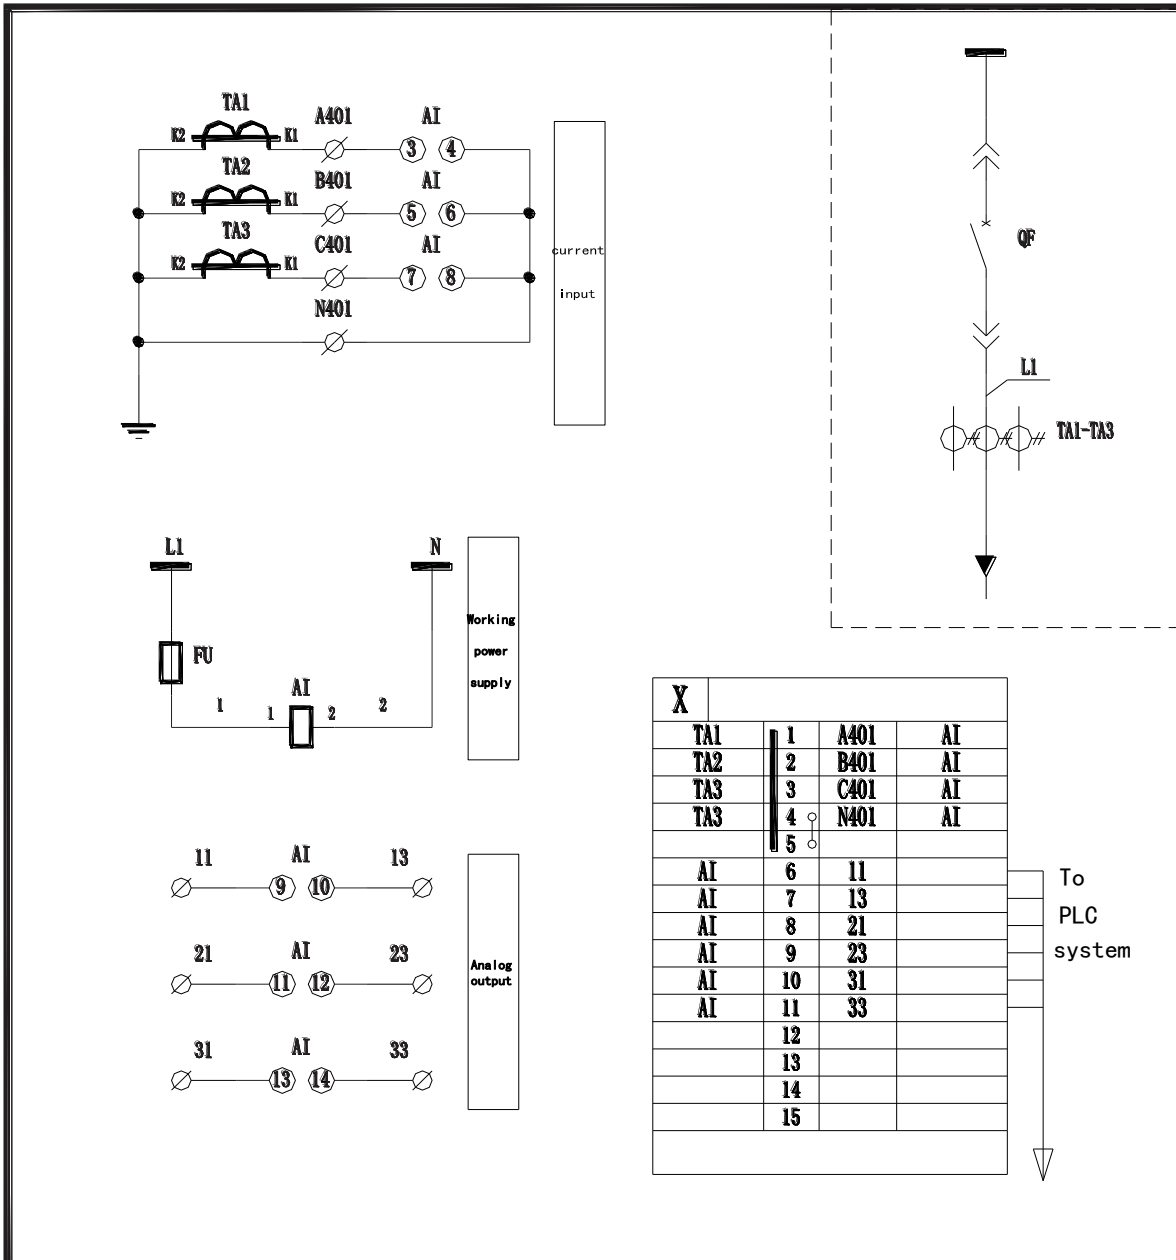 TA1
K2
K1
A401
AI
3
4
TA2
K2
K1
B401
AI
5
6
TA3
K2
K1
C401
AI
7
8
N401
current
input
QF
L1
TA1-TA3
L1
N
FU
1
1
AI
2
2
Working
power
supply
11
AI
13
9
10
21
AI
23
11
12
31
AI
33
13
14
Analog
output
X
TA1 1 A401 AI
TA2 2 B401 AI
TA3 3 C401 AI
TA3 4 N401 AI
5
AI 6 11
AI 7 13
AI 8 21
AI 9 23
AI 10 31
AI 11 33
12
13
14
15
To
PLC
system